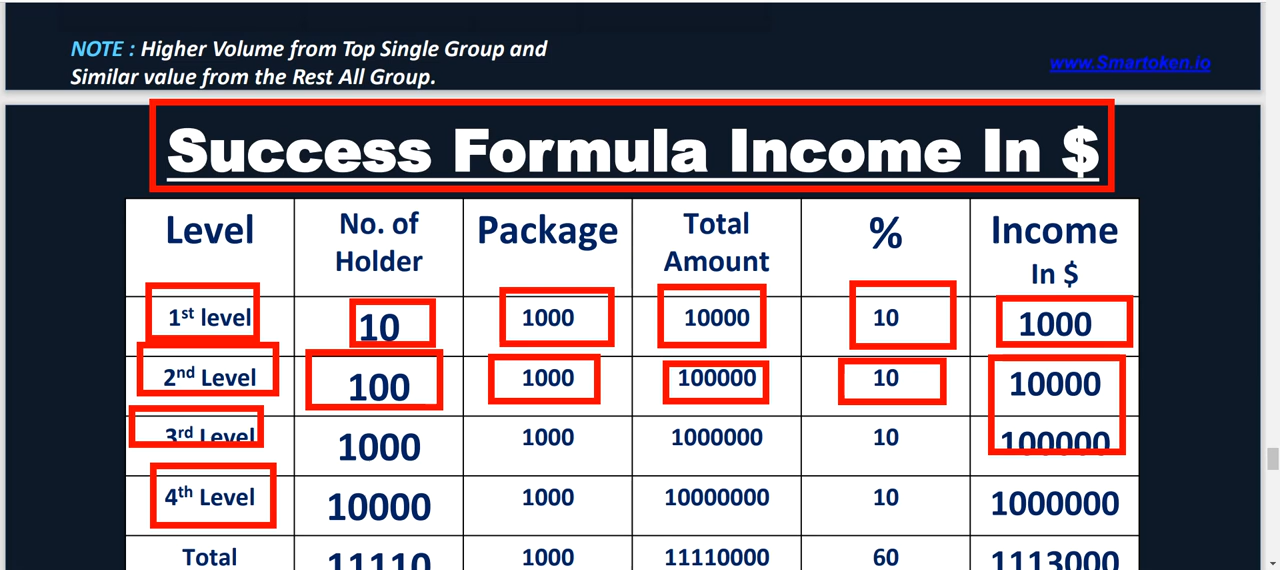 NOTE : Higher Volume from Top Single Group and
Similar value from the Rest All Group.
www.Smartoken.io
Success Formula Income In $
Level No. of Holder Package Total Amount % Income In $
1st level 10 1000 10000 10 1000
2nd Level 100 1000 100000 10 10000
3rd Level 1000 1000 1000000 10 100000
4th Level 10000 1000 10000000 10 1000000
Total 11110 1000 11110000 60 1113000